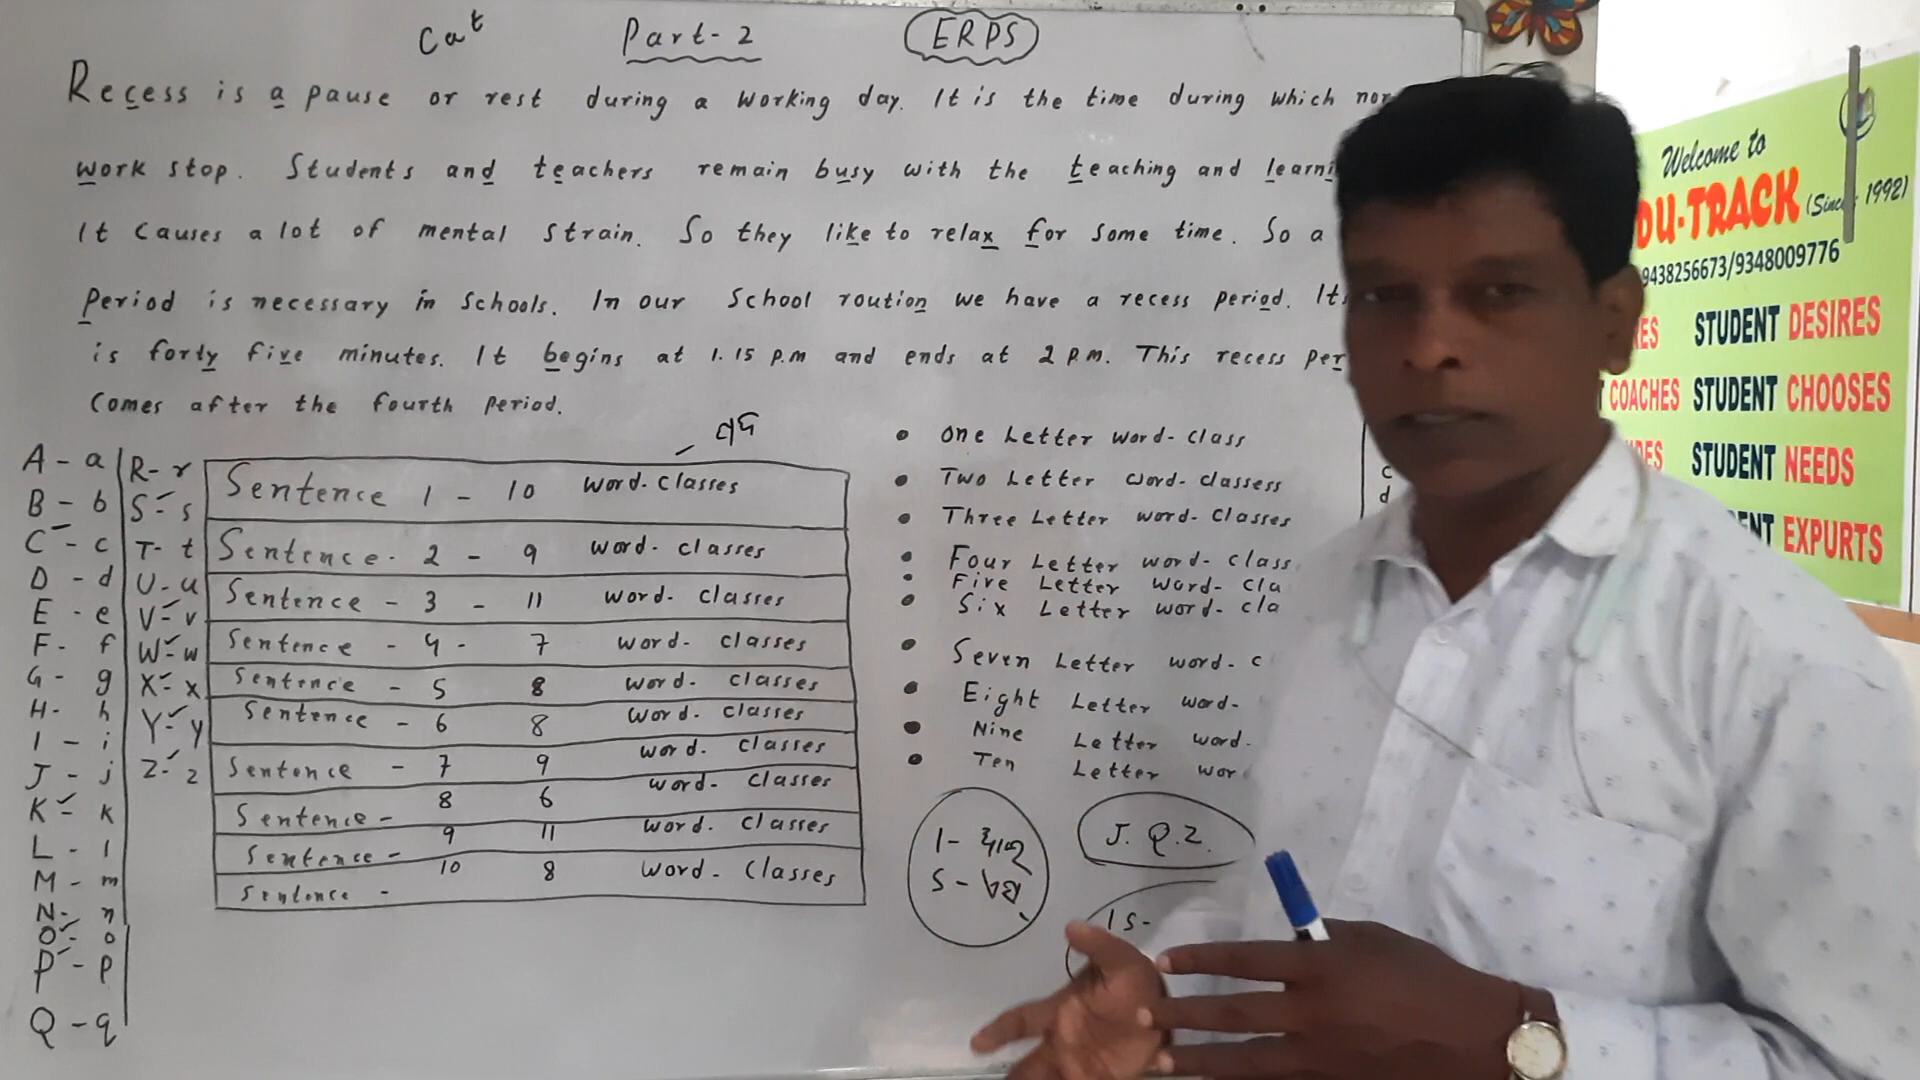 Cat Part-2 ERPS
Recess is a pause or rest during a working day. It is the time during which nor
work stop. Students and teachers remain busy with the teaching and learni
It causes a lot of mental strain. So they like to relax for some time. So a
Period is necessary in schools. In our School roution we have a recess period. It
is forty five minutes. It begins at 1.15 p.m and ends at 2 p.m. This recess per
Comes after the fourth period.
A - a
B - b
C - c
D - d
E - e
F - f
G - g
H - h
I - i
J - j
K - k
L - l
M - m
N - n
O - o
P - p
Q - q
R - r
S - s
T - t
U - u
V - v
W - w
X - x
Y - y
Z - z
Sentence 1 - 10 word-classes
Sentence - 2 - 9 word-classes
Sentence - 3 - 11 word-classes
Sentence - 4 - 7 word-classes
Sentence - 5 8 word-classes
Sentence - 6 8 word-classes
Sentence - 7 9 word-classes
Sentence - 8 6 word-classes
Sentence - 9 11 word-classes
Sentence - 10 8 word-classes
• One Letter word-class
• Two Letter word-classess
• Three Letter word-Classes
• Four Letter word-class
• Five Letter word-cla
• Six Letter word-cla
• Seven Letter word-c
• Eight Letter word-
• Nine Letter word.
• Ten Letter wor
1 -
5 -
J. Q. Z.
15-
c
d
Welcome to
DU-TRACK (Since 1992)
9438256673/9348009776
RES STUDENT DESIRES
T COACHES STUDENT CHOOSES
DES STUDENT NEEDS
ENT EXPURTS